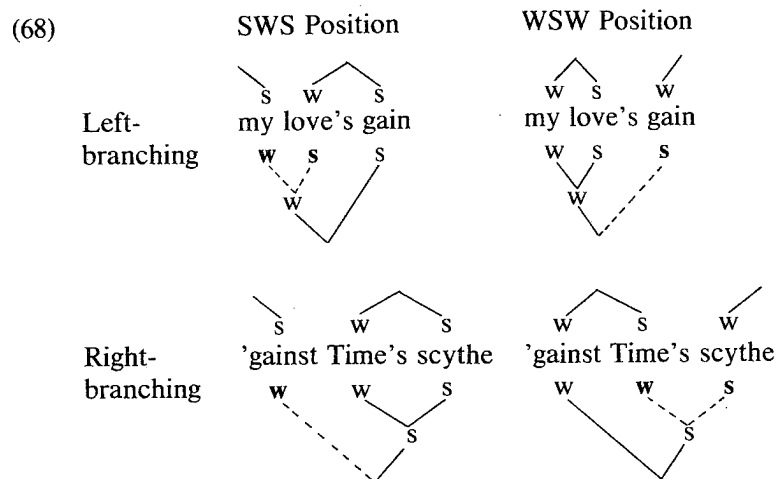 (68) SWS Position WSW Position
S W S W S W
Left- my love's gain my love's gain
branching w s S W S s
W W
S W S W S W
Right- 'gainst Time's scythe 'gainst Time's scythe
branching w W S W w s
S S